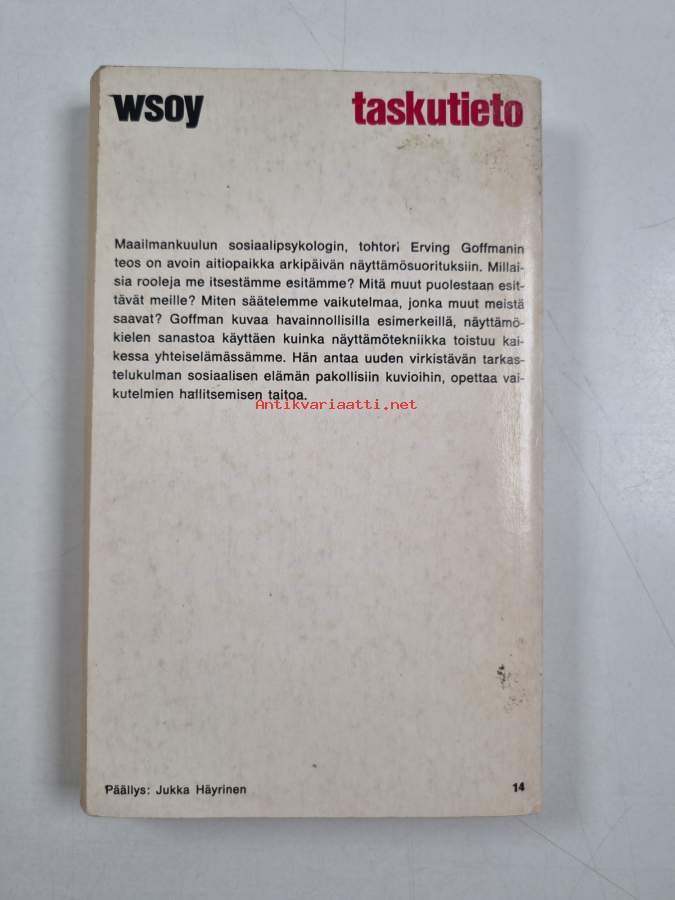 wsoy taskutieto
Maailmankuulun sosiaalipsykologin, tohtori Erving Goffmanin
teos on avoin aitiopaikka arkipäivän näyttämösuorituksiin. Millai-
sia rooleja me itsestämme esitämme? Mitä muut puolestaan esit-
tävät meille? Miten säätelemme vaikutelmaa, jonka muut meistä
saavat? Goffman kuvaa havainnollisilla esimerkeillä, näyttämö-
kielen sanastoa käyttäen kuinka näyttämötekniikka toistuu kai-
kessa yhteiselämässämme. Hän antaa uuden virkistävän tarkas-
telukulman sosiaalisen elämän pakollisiin kuvioihin, opettaa vai-
kutelmien hallitsemisen taitoa.
Antikvariaatti.net
Päällys: Jukka Häyrinen 14